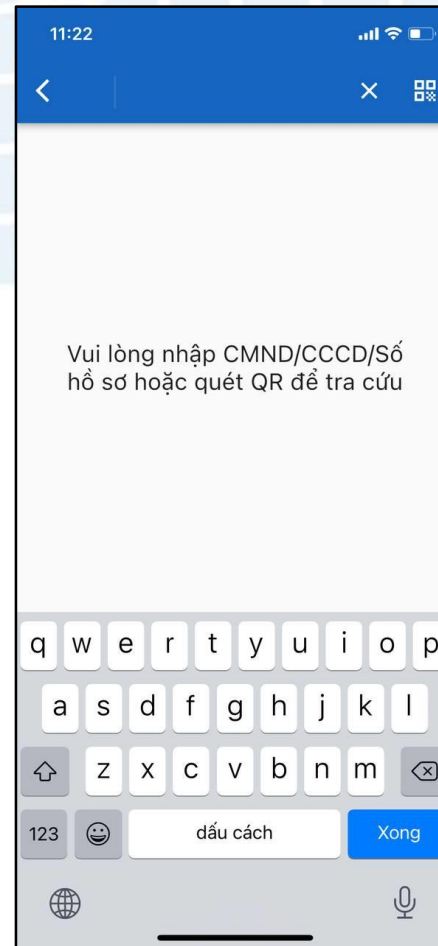 11:22
Vui lòng nhập CMND/CCCD/Số
hồ sơ hoặc quét QR để tra cứu
q w e r t y u i o p
a s d f g h j k l
z x c v b n m
123 dấu cách Xong